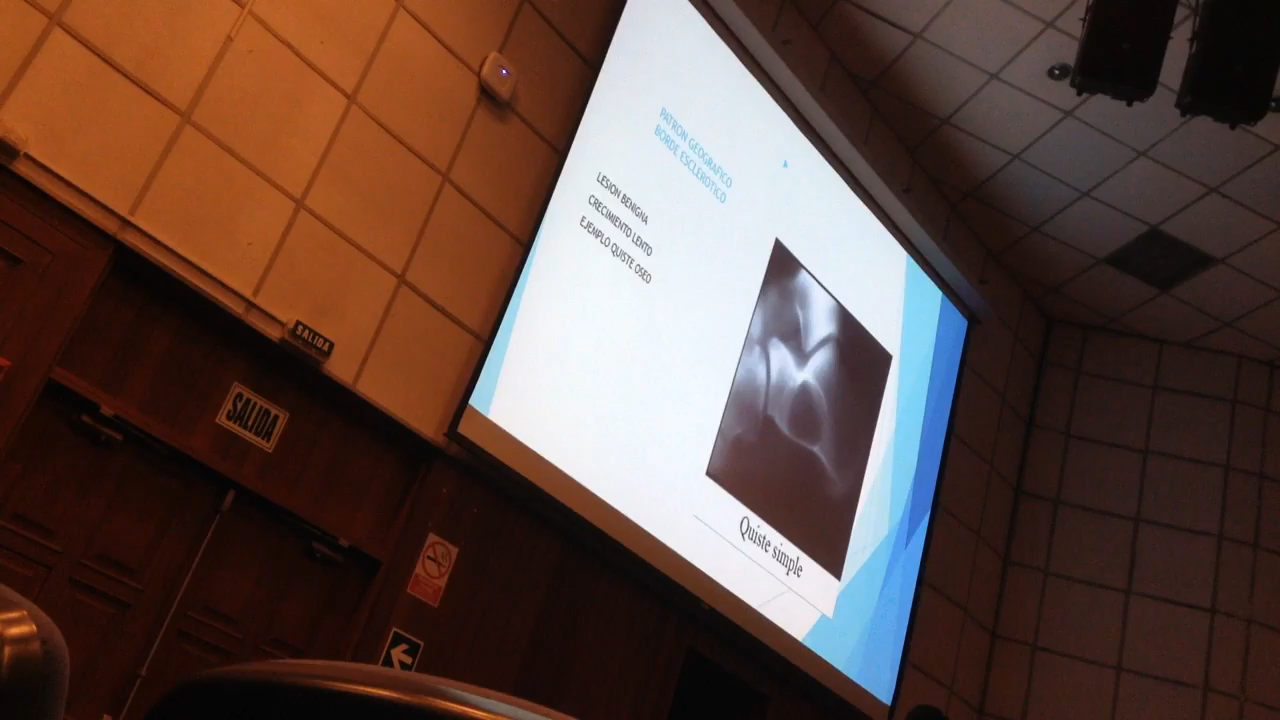 PATRON GEOGRAFICO
BORDE ESCLEROTICO
LESION BENIGNA
CRECIMIENTO LENTO
EJEMPLO QUISTE OSEO
Quiste simple
SALIDA
SALIDA